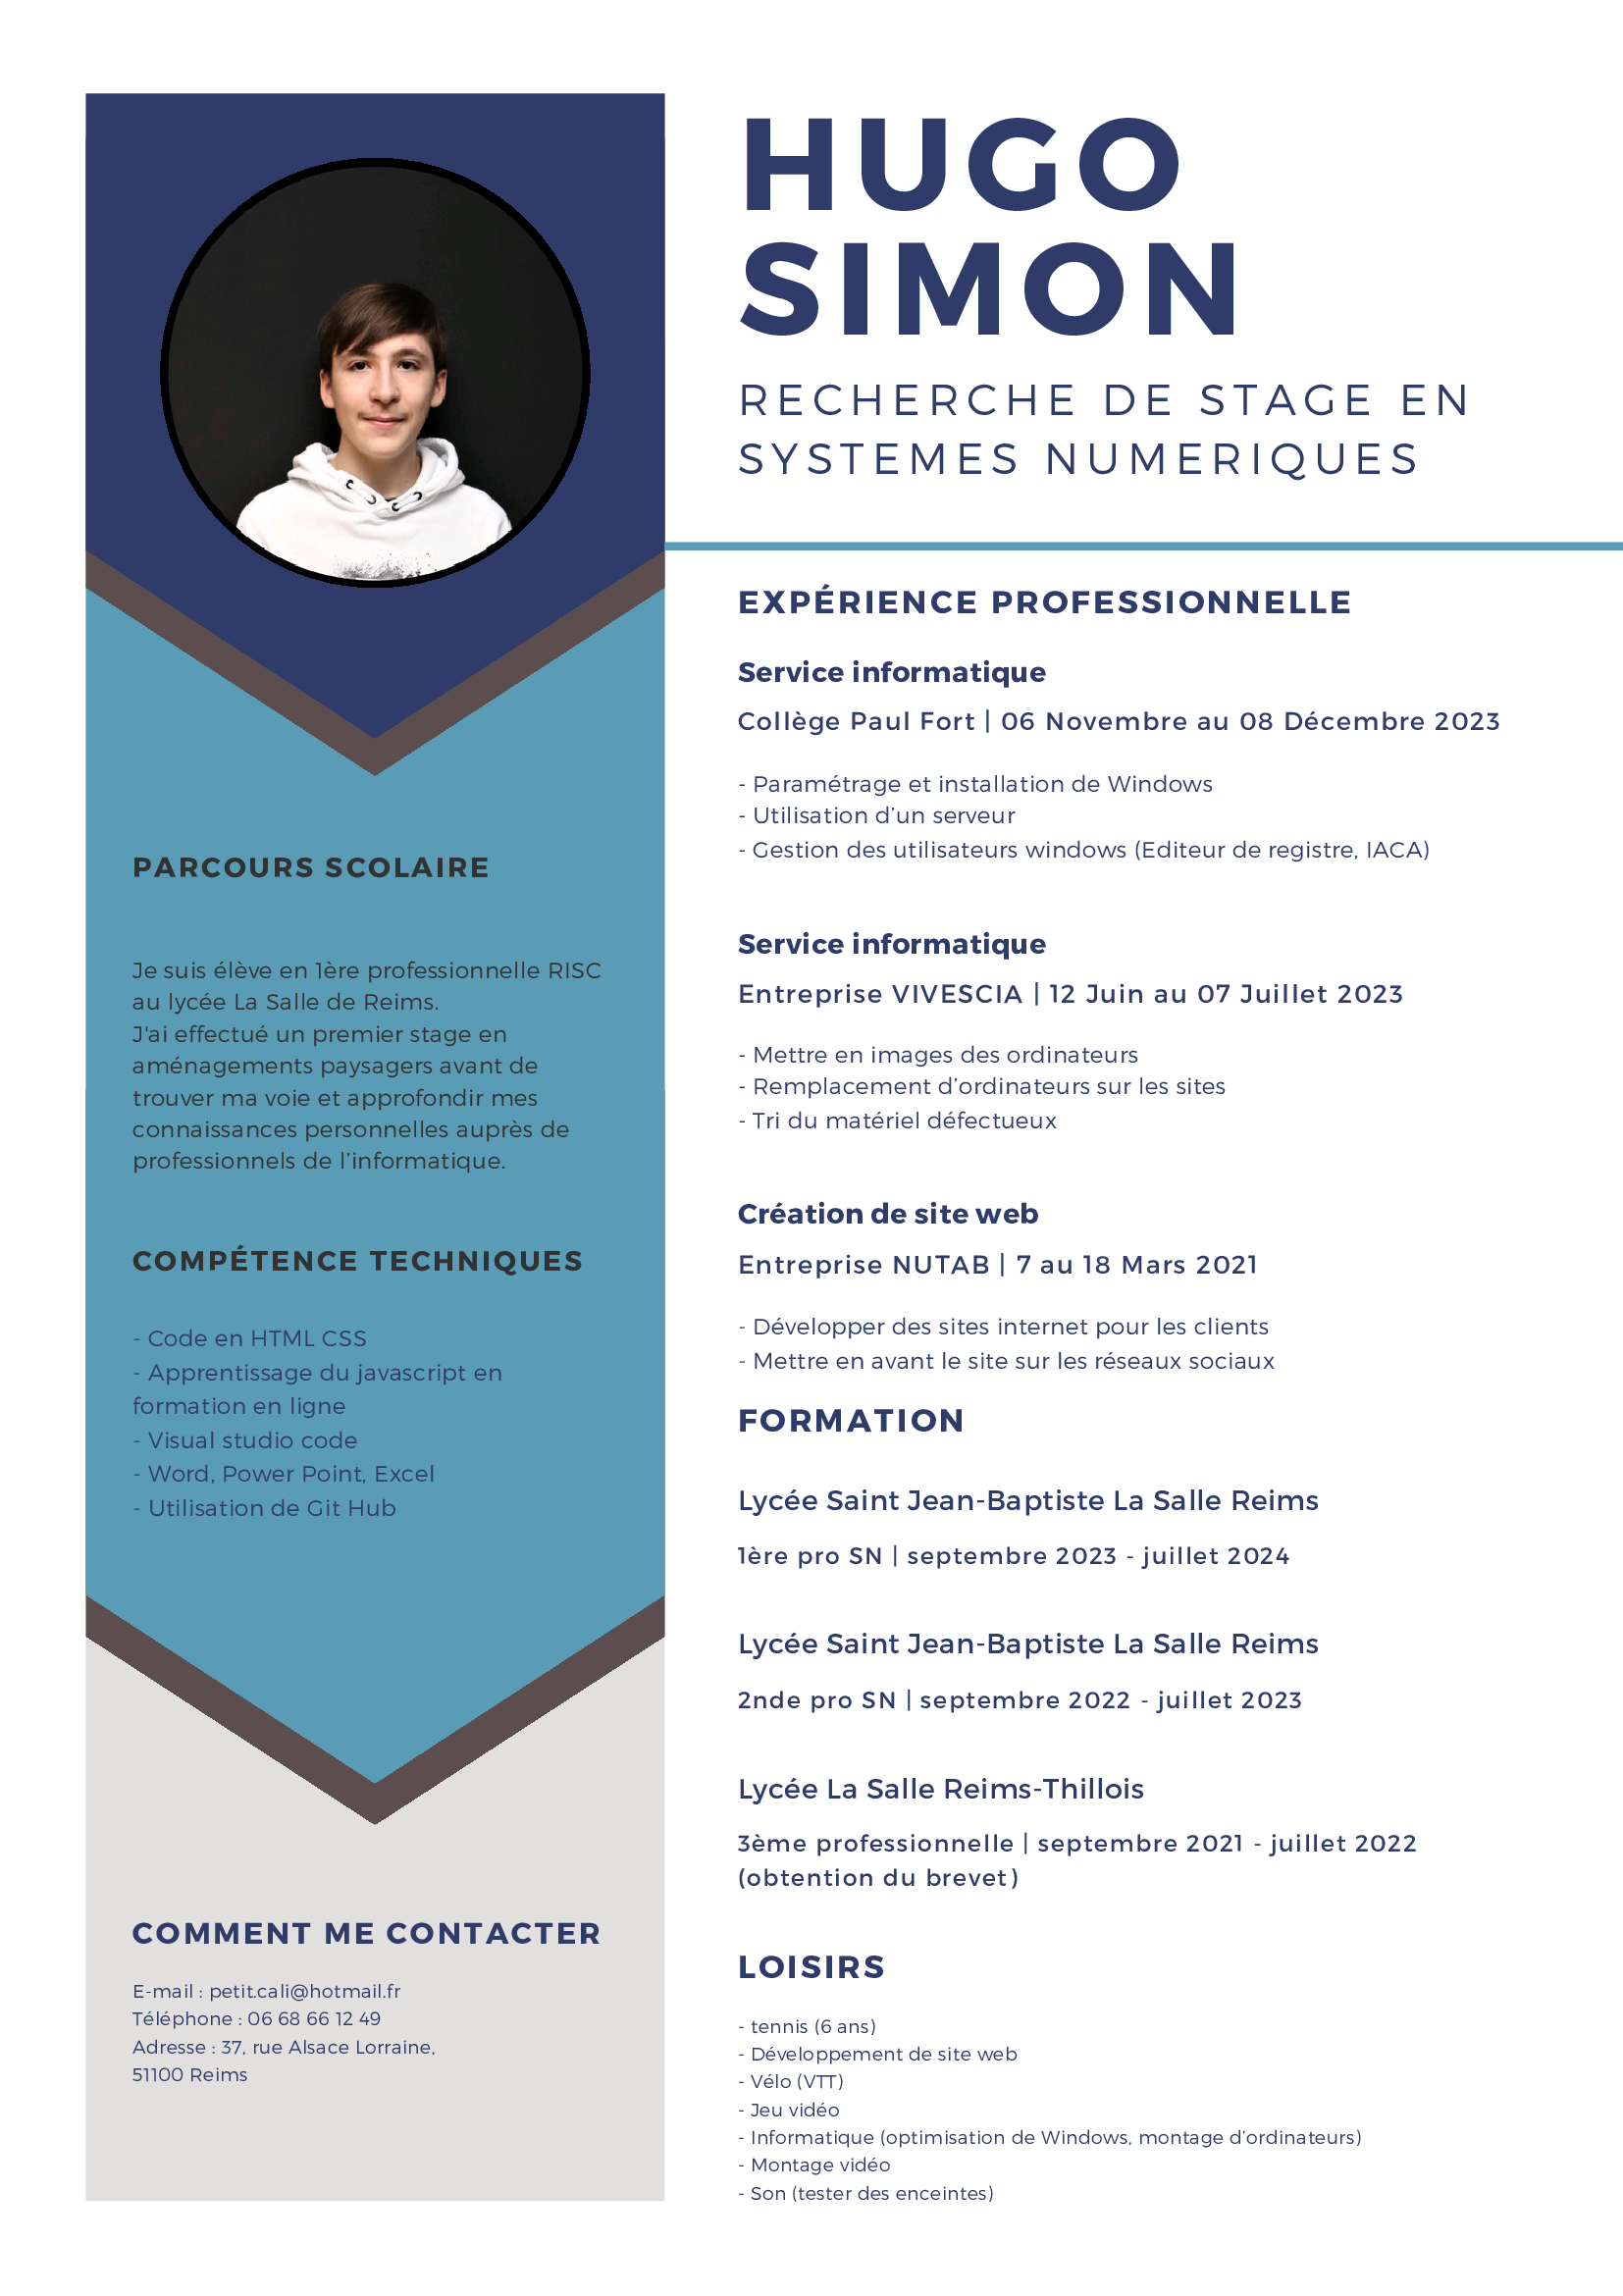 HUGO
SIMON
RECHERCHE DE STAGE EN
SYSTEMES NUMERIQUES
PARCOURS SCOLAIRE
Je suis élève en 1ère professionnelle RISC
au lycée La Salle de Reims.
J'ai effectué un premier stage en
aménagements paysagers avant de
trouver ma voie et approfondir mes
connaissances personnelles auprès de
professionnels de l’informatique.
COMPÉTENCE TECHNIQUES
- Code en HTML CSS
- Apprentissage du javascript en
formation en ligne
- Visual studio code
- Word, Power Point, Excel
- Utilisation de Git Hub
COMMENT ME CONTACTER
E-mail : petit.cali@hotmail.fr
Téléphone : 06 68 66 12 49
Adresse : 37, rue Alsace Lorraine,
51100 Reims
EXPÉRIENCE PROFESSIONNELLE
Service informatique
Collège Paul Fort | 06 Novembre au 08 Décembre 2023
- Paramétrage et installation de Windows
- Utilisation d’un serveur
- Gestion des utilisateurs windows (Editeur de registre, IACA)
Service informatique
Entreprise VIVESCIA | 12 Juin au 07 Juillet 2023
- Mettre en images des ordinateurs
- Remplacement d’ordinateurs sur les sites
- Tri du matériel défectueux
Création de site web
Entreprise NUTAB | 7 au 18 Mars 2021
- Développer des sites internet pour les clients
- Mettre en avant le site sur les réseaux sociaux
FORMATION
Lycée Saint Jean-Baptiste La Salle Reims
1ère pro SN | septembre 2023 - juillet 2024
Lycée Saint Jean-Baptiste La Salle Reims
2nde pro SN | septembre 2022 - juillet 2023
Lycée La Salle Reims-Thillois
3ème professionnelle | septembre 2021 - juillet 2022
(obtention du brevet)
LOISIRS
- tennis (6 ans)
- Développement de site web
- Vélo (VTT)
- Jeu vidéo
- Informatique (optimisation de Windows, montage d’ordinateurs)
- Montage vidéo
- Son (tester des enceintes)